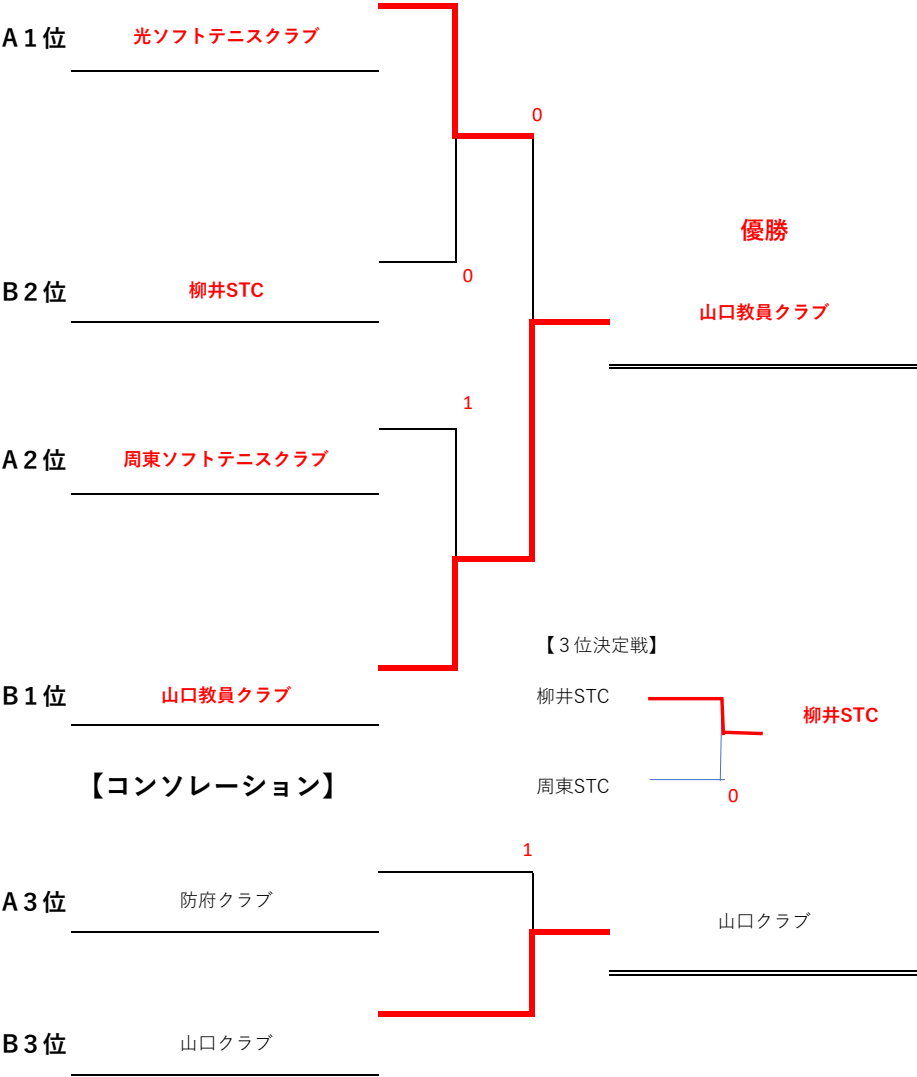 A1位 光ソフトテニスクラブ
0
優勝
0
B2位 柳井STC
山口教員クラブ
1
A2位 周東ソフトテニスクラブ
【３位決定戦】
B1位 山口教員クラブ
柳井STC
柳井STC
【コンソレーション】
周東STC
0
1
A3位 防府クラブ
山口クラブ
B3位 山口クラブ